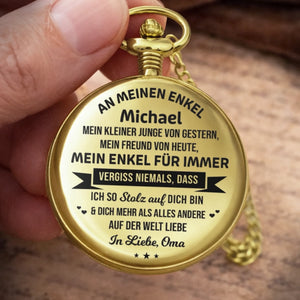 AN MEINEN ENKEL
Michael
MEIN KLEINER JUNGE VON GESTERN,
MEIN FREUND VON HEUTE,
MEIN ENKEL FÜR IMMER
VERGISS NIEMALS, DASS
ICH SO Stolz auf DICH BIN
& DICH MEHR ALS ALLES ANDERE
AUF DER WELT LIEBE
In Liebe, Oma